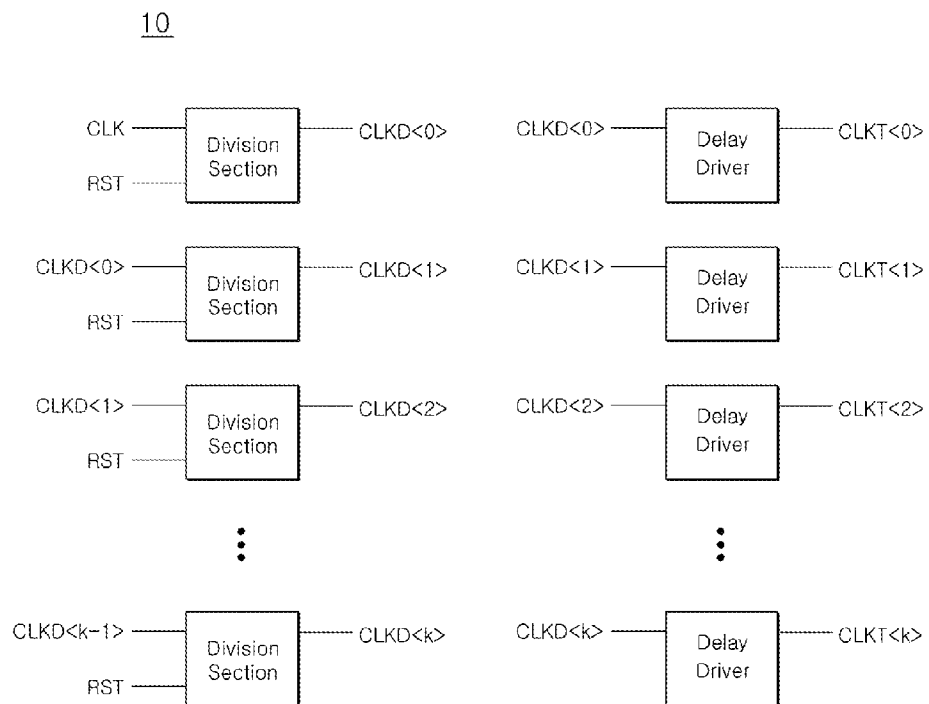 10
CLK
RST
Division
Section
CLKD<0>
CLKD<0>
Delay
Driver
CLKT<0>
CLKD<0>
RST
Division
Section
CLKD<1>
CLKD<1>
Delay
Driver
CLKT<1>
CLKD<1>
RST
Division
Section
CLKD<2>
CLKD<2>
Delay
Driver
CLKT<2>
CLKD<k-1>
RST
Division
Section
CLKD<k>
CLKD<k>
Delay
Driver
CLKT<k>